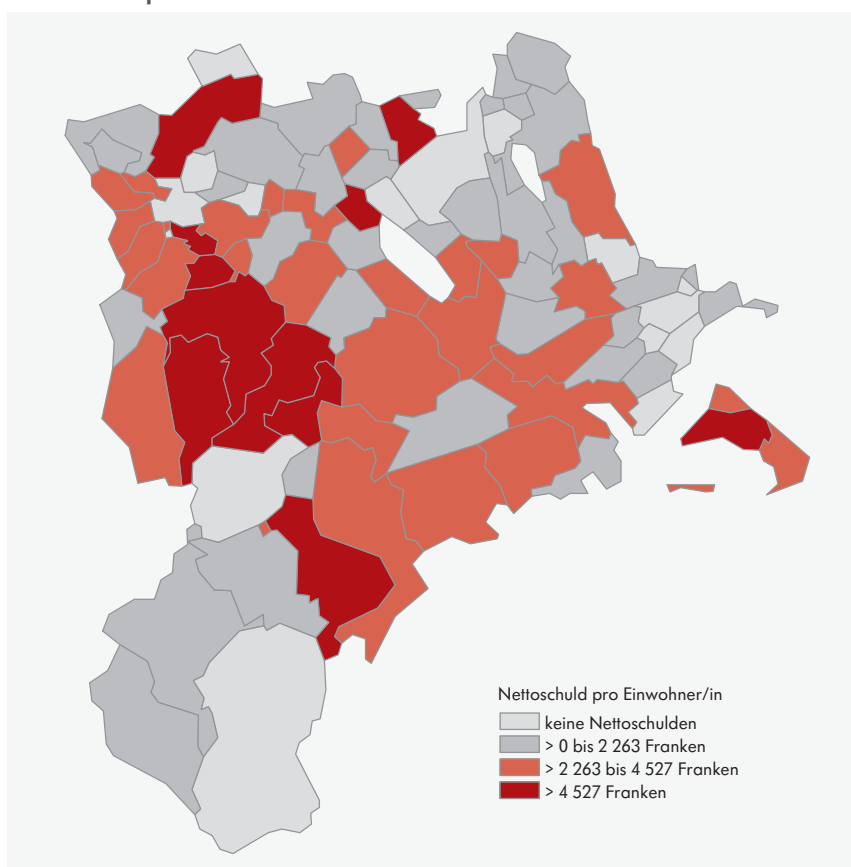 Nettoschuld pro Einwohner/in
keine Nettoschulden
> 0 bis 2 263 Franken
> 2 263 bis 4 527 Franken
> 4 527 Franken